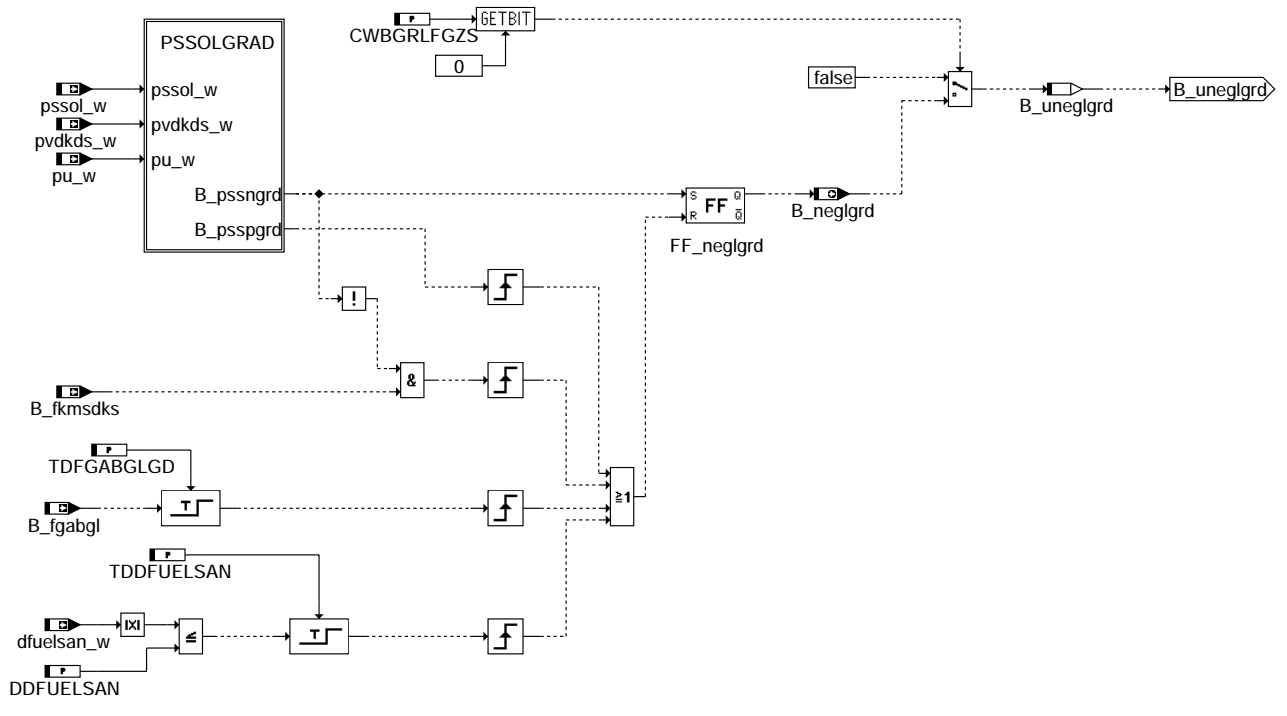 P
CWBGRLFGZS
GETBIT
0
PSSOLGRAD
pssol_w
pssol_w
pvdkds_w
pvdkds_w
pu_w
pu_w
B_pssngrd
B_psspgrd
false
B_uneglgrd
B_uneglgrd
S Q
FF
R Q̅
FF_neglgrd
B_neglgrd
!
&
B_fkmsdks
P
TDFGABGLGD
T
B_fgabgl
≥1
P
TDDFUELSAN
dfuelsan_w
|X|
≤
T
P
DDFUELSAN